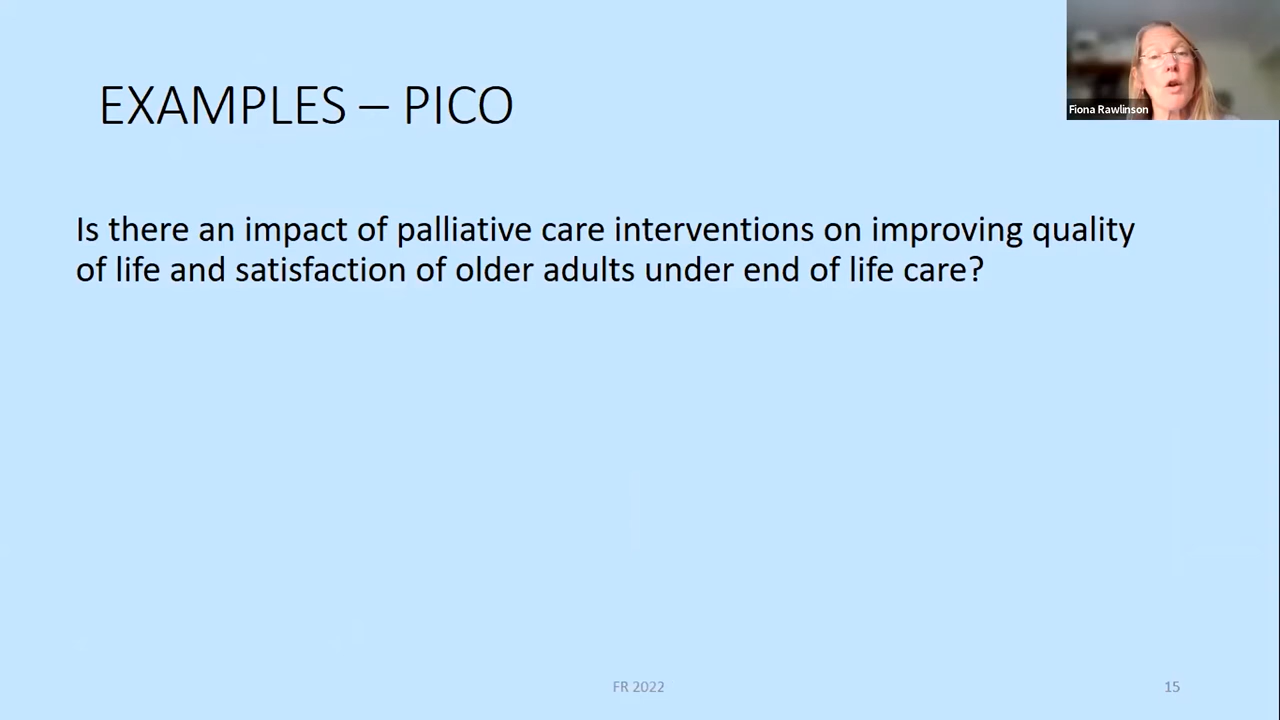 EXAMPLES – PICO
Fiona Rawlinson
Is there an impact of palliative care interventions on improving quality
of life and satisfaction of older adults under end of life care?
FR 2022
15